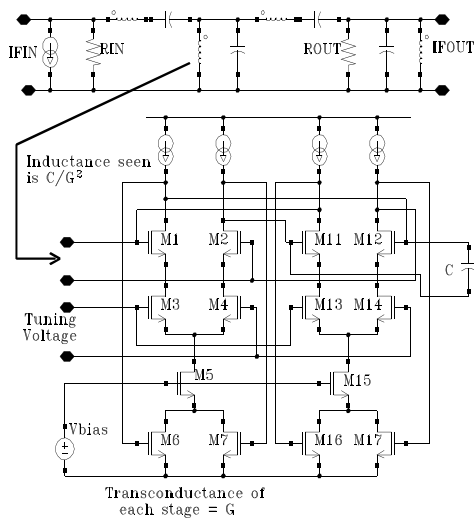 IFIN
RIN
ROUT
IFOUT
Inductance seen
is C/G²
M1
M2
M11
M12
C
M3
M4
M13
M14
Tuning
Voltage
M5
M15
Vbias
M6
M7
M16
M17
Transconductance of
each stage = G